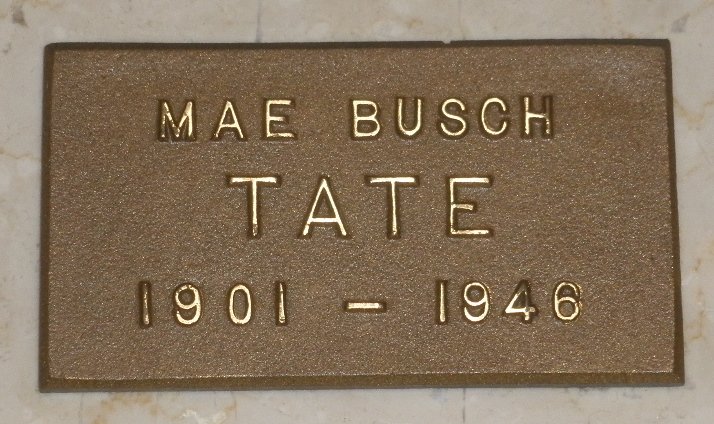 MAE BUSCH
TATE
1901 – 1946